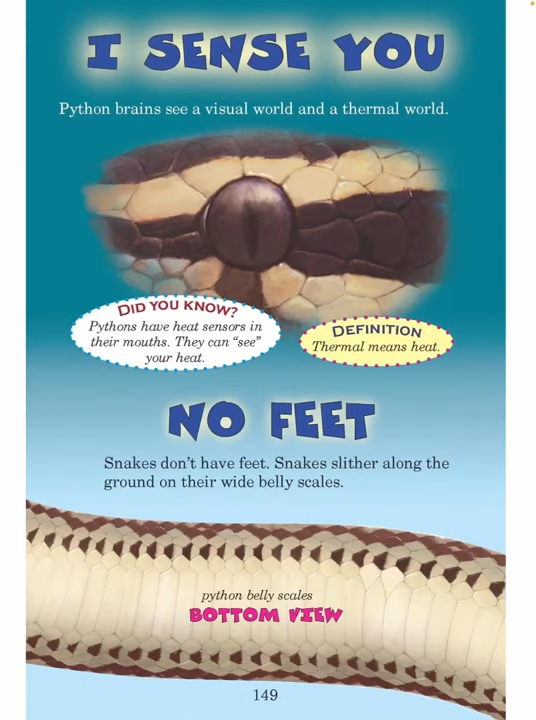 I SENSE YOU
Python brains see a visual world and a thermal world.
DID YOU KNOW?
Pythons have heat sensors in
their mouths. They can “see”
your heat.
DEFINITION
Thermal means heat.
NO FEET
Snakes don’t have feet. Snakes slither along the
ground on their wide belly scales.
python belly scales
BOTTOM VIEW
149